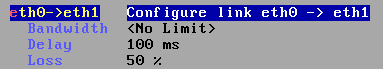 eth0->eth1 Configure link eth0 -> eth1
Bandwidth <No Limit>
Delay 100 ms
Loss 50 %